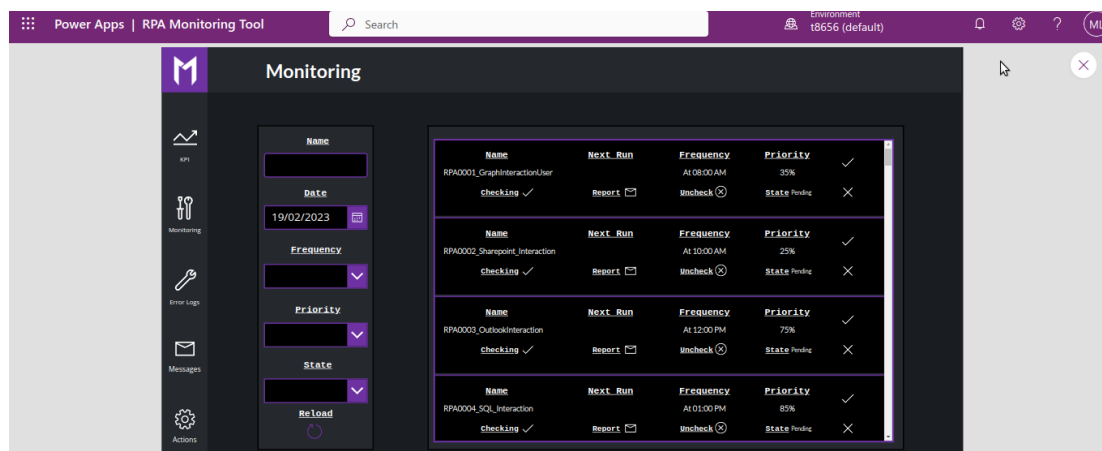 Power Apps | RPA Monitoring Tool
Search
Environment
t8656 (default)
ML
Monitoring
KPI
Monitoring
Error Logs
Messages
Actions
Name
Date
19/02/2023
Frequency
Priority
State
Reload
Name Next Run Frequency Priority
RPA0001_GraphInteractionUser At 08:00 AM 35%
Checking Report Uncheck State Pending
Name Next Run Frequency Priority
RPA0002_Sharepoint_Interaction At 10:00 AM 25%
Checking Report Uncheck State Pending
Name Next Run Frequency Priority
RPA0003_OutlookInteraction At 12:00 PM 75%
Checking Report Uncheck State Pending
Name Next Run Frequency Priority
RPA0004_SQL_Interaction At 01:00 PM 85%
Checking Report Uncheck State Pending